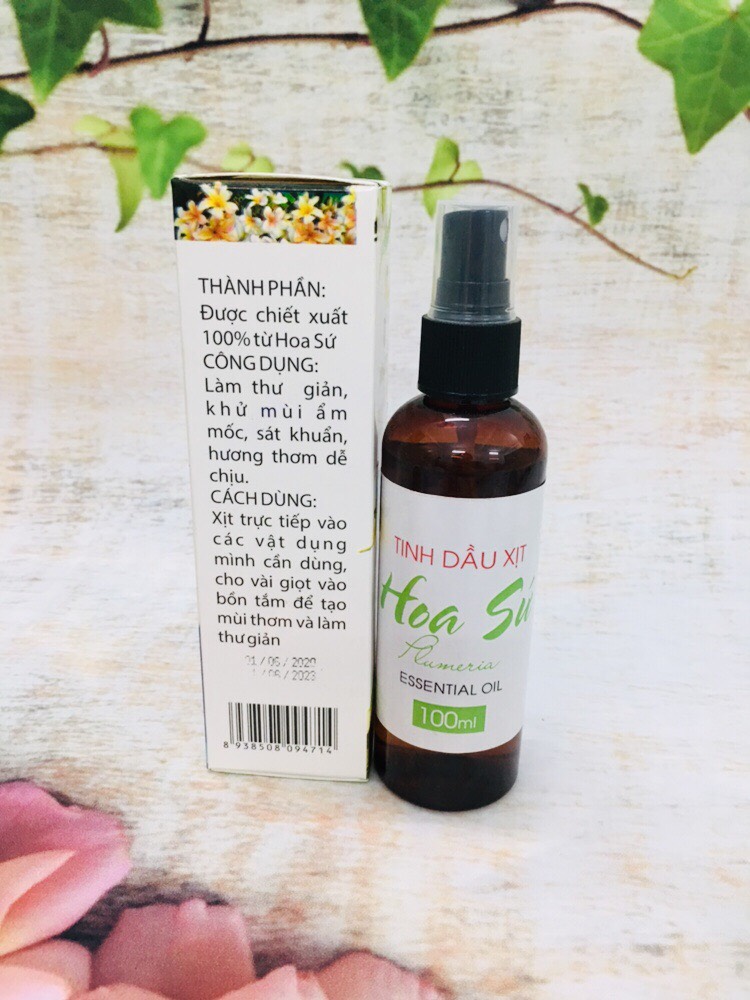 THÀNH PHẦN:
Được chiết xuất
100% từ Hoa Sứ
CÔNG DỤNG:
Làm thư giản,
khử mùi ẩm
mốc, sát khuẩn,
hương thơm dễ
chịu.
CÁCH DÙNG:
Xịt trực tiếp vào
các vật dụng
mình cần dùng,
cho vài giọt vào
bồn tắm để tạo
mùi thơm và làm
thư giản
01/06/2020
/06/2023
8 938508 094714
TINH DẦU XỊT
Hoa Sứ
Plumeria
ESSENTIAL OIL
100ml